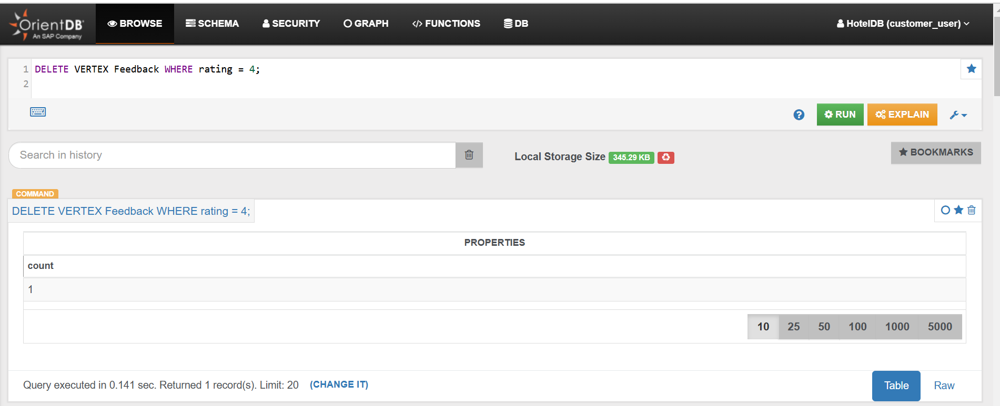 OrientDB®
An SAP Company
BROWSE
SCHEMA
SECURITY
GRAPH
</> FUNCTIONS
DB
HotelDB (customer_user)
1 DELETE VERTEX Feedback WHERE rating = 4;
2
?
RUN
EXPLAIN
Search in history
Local Storage Size 345.29 KB
BOOKMARKS
COMMAND
DELETE VERTEX Feedback WHERE rating = 4;
PROPERTIES
count
1
10 25 50 100 1000 5000
Query executed in 0.141 sec. Returned 1 record(s). Limit: 20 (CHANGE IT)
Table Raw